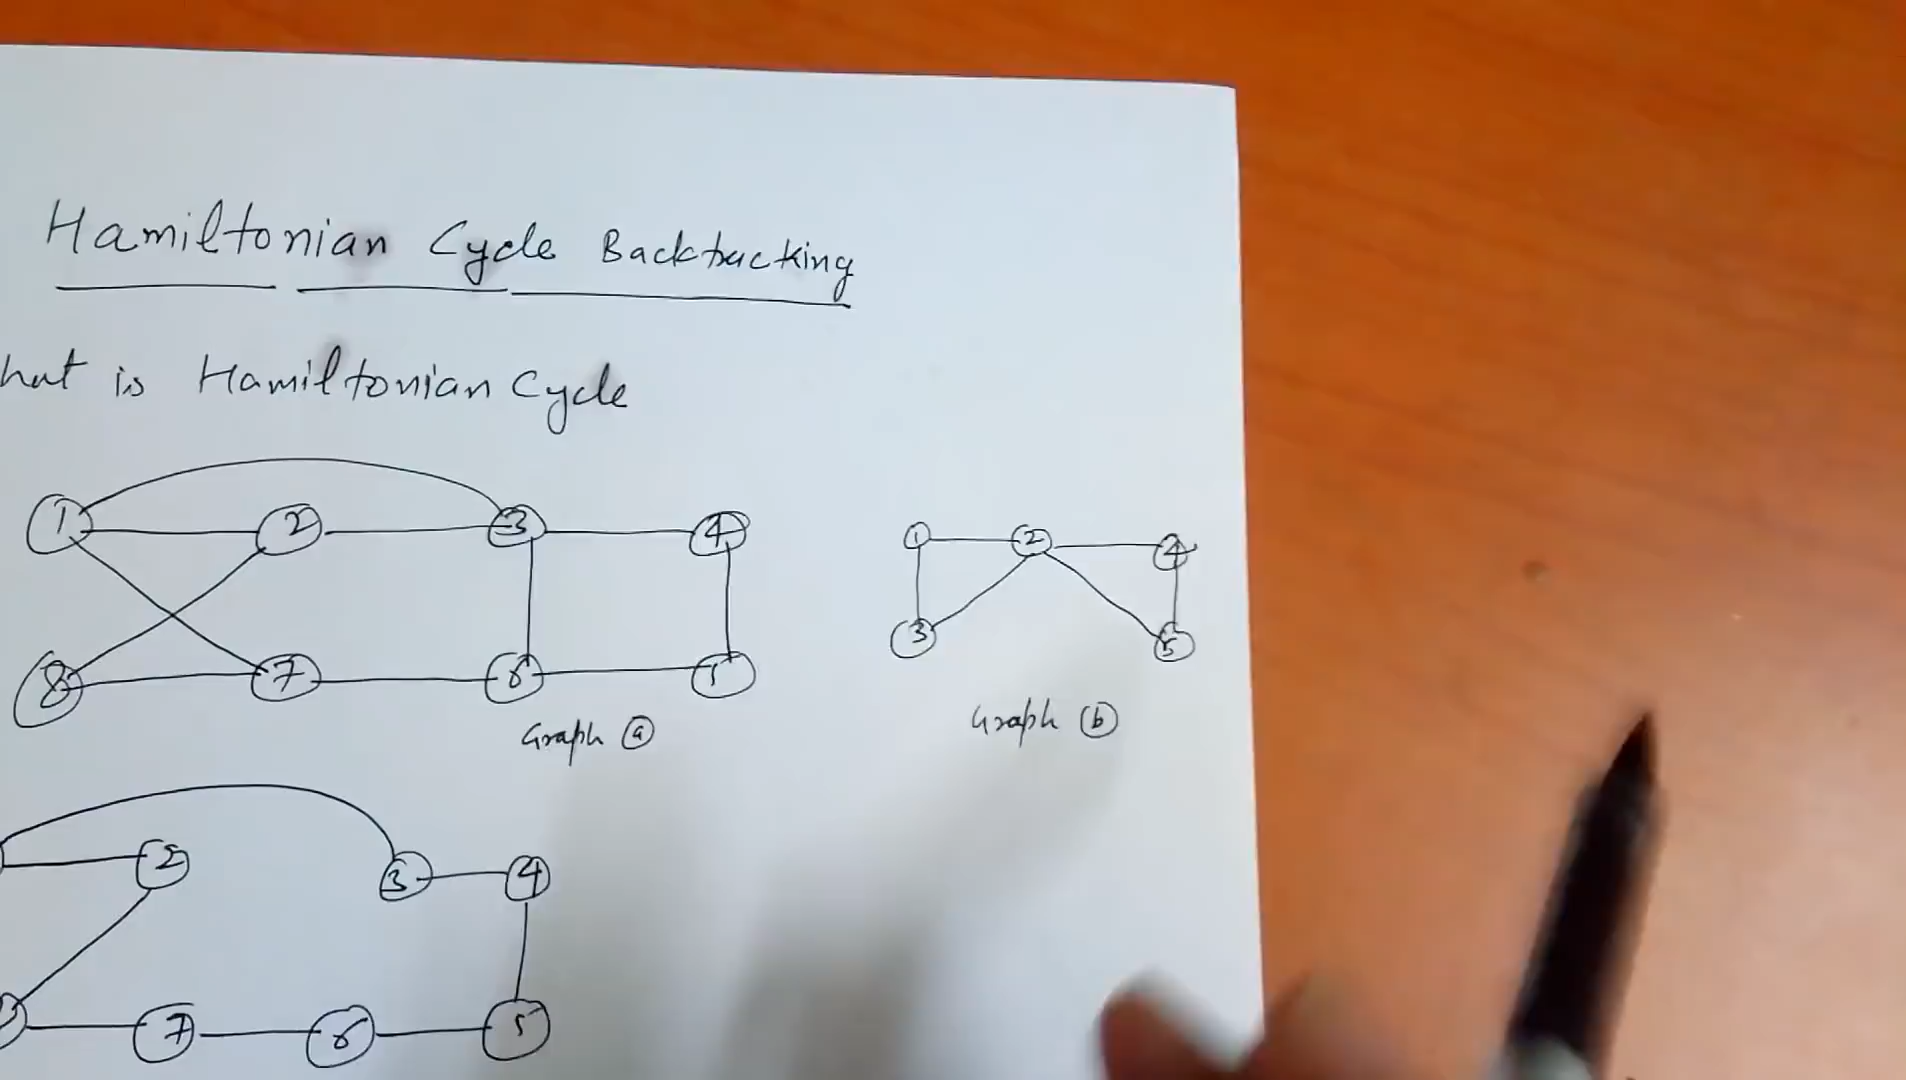 Hamiltonian Cycle Backtracking
hat is Hamiltonian Cycle
1 2 3 4
8 7 6 5
Graph a
1 2 4
3 5
Graph b
2 3 4
7 6 5